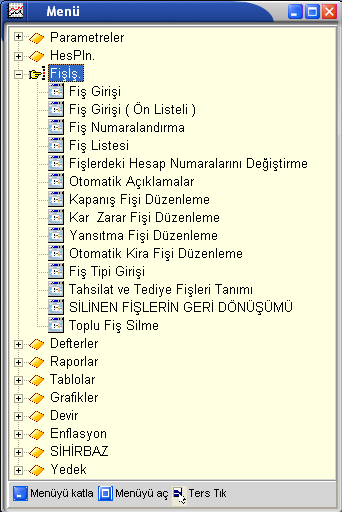 Menü
Parametreler
HesPln.
Fişlş.
Fiş Girişi
Fiş Girişi ( Ön Listeli )
Fiş Numaralandırma
Fiş Listesi
Fişlerdeki Hesap Numaralarını Değiştirme
Otomatik Açıklamalar
Kapanış Fişi Düzenleme
Kar  Zarar Fişi Düzenleme
Yansıtma Fişi Düzenleme
Otomatik Kira Fişi Düzenleme
Fiş Tipi Girişi
Tahsilat ve Tediye Fişleri Tanımı
SİLİNEN FİŞLERİN GERİ DÖNÜŞÜMÜ
Toplu Fiş Silme
Defterler
Raporlar
Tablolar
Grafikler
Devir
Enflasyon
SİHİRBAZ
Yedek
Menüyü katla Menüyü aç Ters Tık